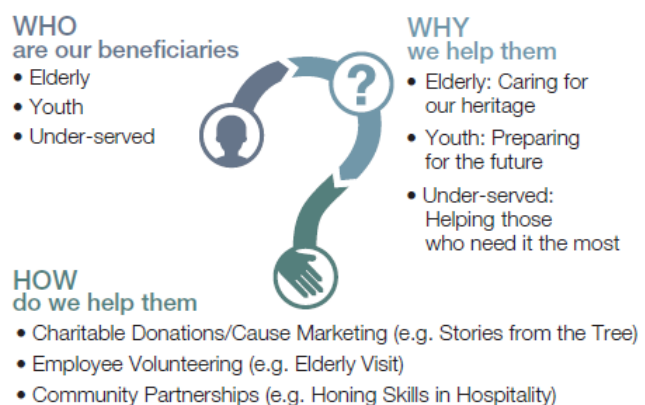 WHO
are our beneficiaries
• Elderly
• Youth
• Under-served
?
WHY
we help them
• Elderly: Caring for
our heritage
• Youth: Preparing
for the future
• Under-served:
Helping those
who need it the most
HOW
do we help them
• Charitable Donations/Cause Marketing (e.g. Stories from the Tree)
• Employee Volunteering (e.g. Elderly Visit)
• Community Partnerships (e.g. Honing Skills in Hospitality)